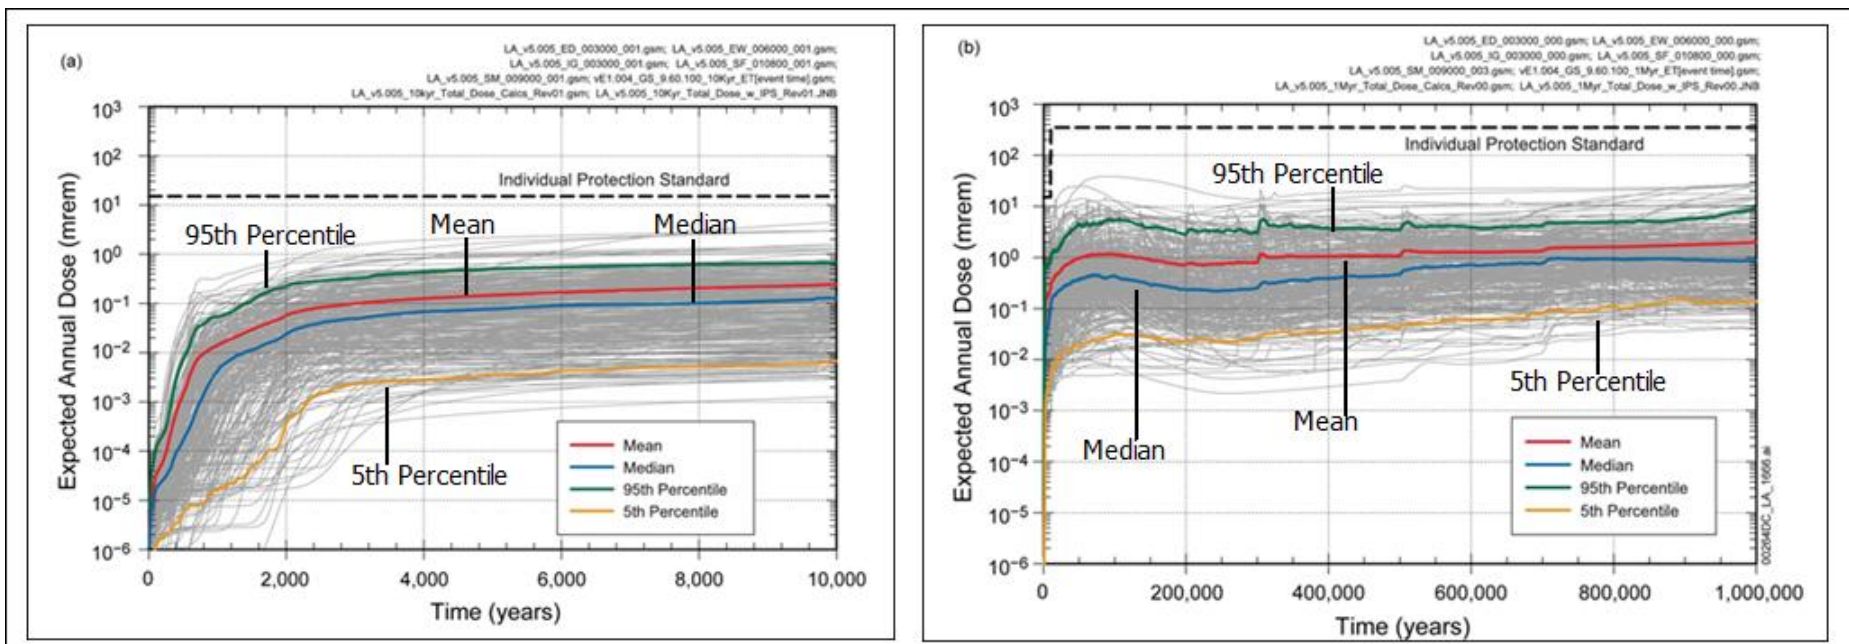 (a)
LA_v5.005_ED_003000_001.gsm; LA_v5.005_EW_006000_001.gsm;
LA_v5.005_IG_003000_001.gsm; LA_v5.005_SF_010800_001.gsm;
LA_v5.005_SM_009000_001.gsm; vE1.004_GS_9.60.100_10Kyr_ET[event time].gsm;
LA_v5.005_10kyr_Total_Dose_Calcs_Rev01.gsm; LA_v5.005_10Kyr_Total_Dose_w_IPS_Rev01.JNB
Expected Annual Dose (mrem)
10³
10²
10¹
10⁰
10⁻¹
10⁻²
10⁻³
10⁻⁴
10⁻⁵
10⁻⁶
Individual Protection Standard
95th Percentile
Mean
Median
5th Percentile
Mean
Median
95th Percentile
5th Percentile
0 2,000 4,000 6,000 8,000 10,000
Time (years)
(b)
LA_v5.005_ED_003000_000.gsm; LA_v5.005_EW_006000_000.gsm;
LA_v5.005_IG_003000_000.gsm; LA_v5.005_SF_010800_000.gsm;
LA_v5.005_SM_009000_003.gsm; vE1.004_GS_9.60.100_1Myr_ET[event time].gsm;
LA_v5.005_1Myr_Total_Dose_Calcs_Rev00.gsm; LA_v5.005_1Myr_Total_Dose_w_IPS_Rev00.JNB
Expected Annual Dose (mrem)
10³
10²
10¹
10⁰
10⁻¹
10⁻²
10⁻³
10⁻⁴
10⁻⁵
10⁻⁶
Individual Protection Standard
95th Percentile
5th Percentile
Mean
Median
Mean
Median
95th Percentile
5th Percentile
00264DC_LA_1666.ai
0 200,000 400,000 600,000 800,000 1,000,000
Time (years)